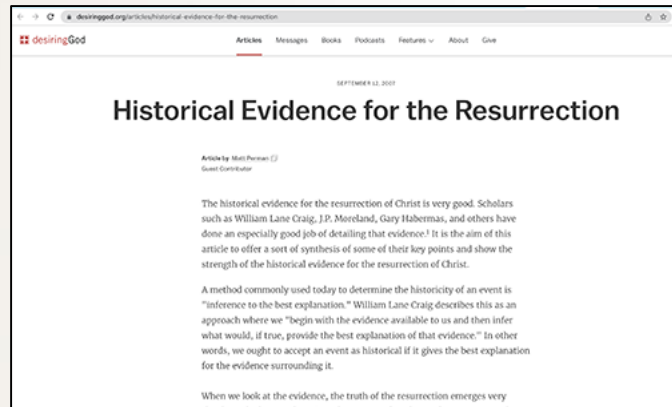 desiringgod.org/articles/historical-evidence-for-the-resurrection
desiringGod
Articles Messages Books Podcasts Features About Give
SEPTEMBER 12, 2007
Historical Evidence for the Resurrection
Article by Matt Perman
Guest Contributor
The historical evidence for the resurrection of Christ is very good. Scholars
such as William Lane Craig, J.P. Moreland, Gary Habermas, and others have
done an especially good job of detailing that evidence.¹ It is the aim of this
article to offer a sort of synthesis of some of their key points and show the
strength of the historical evidence for the resurrection of Christ.
A method commonly used today to determine the historicity of an event is
"inference to the best explanation." William Lane Craig describes this as an
approach where we "begin with the evidence available to us and then infer
what would, if true, provide the best explanation of that evidence." In other
words, we ought to accept an event as historical if it gives the best explanation
for the evidence surrounding it.
When we look at the evidence, the truth of the resurrection emerges very